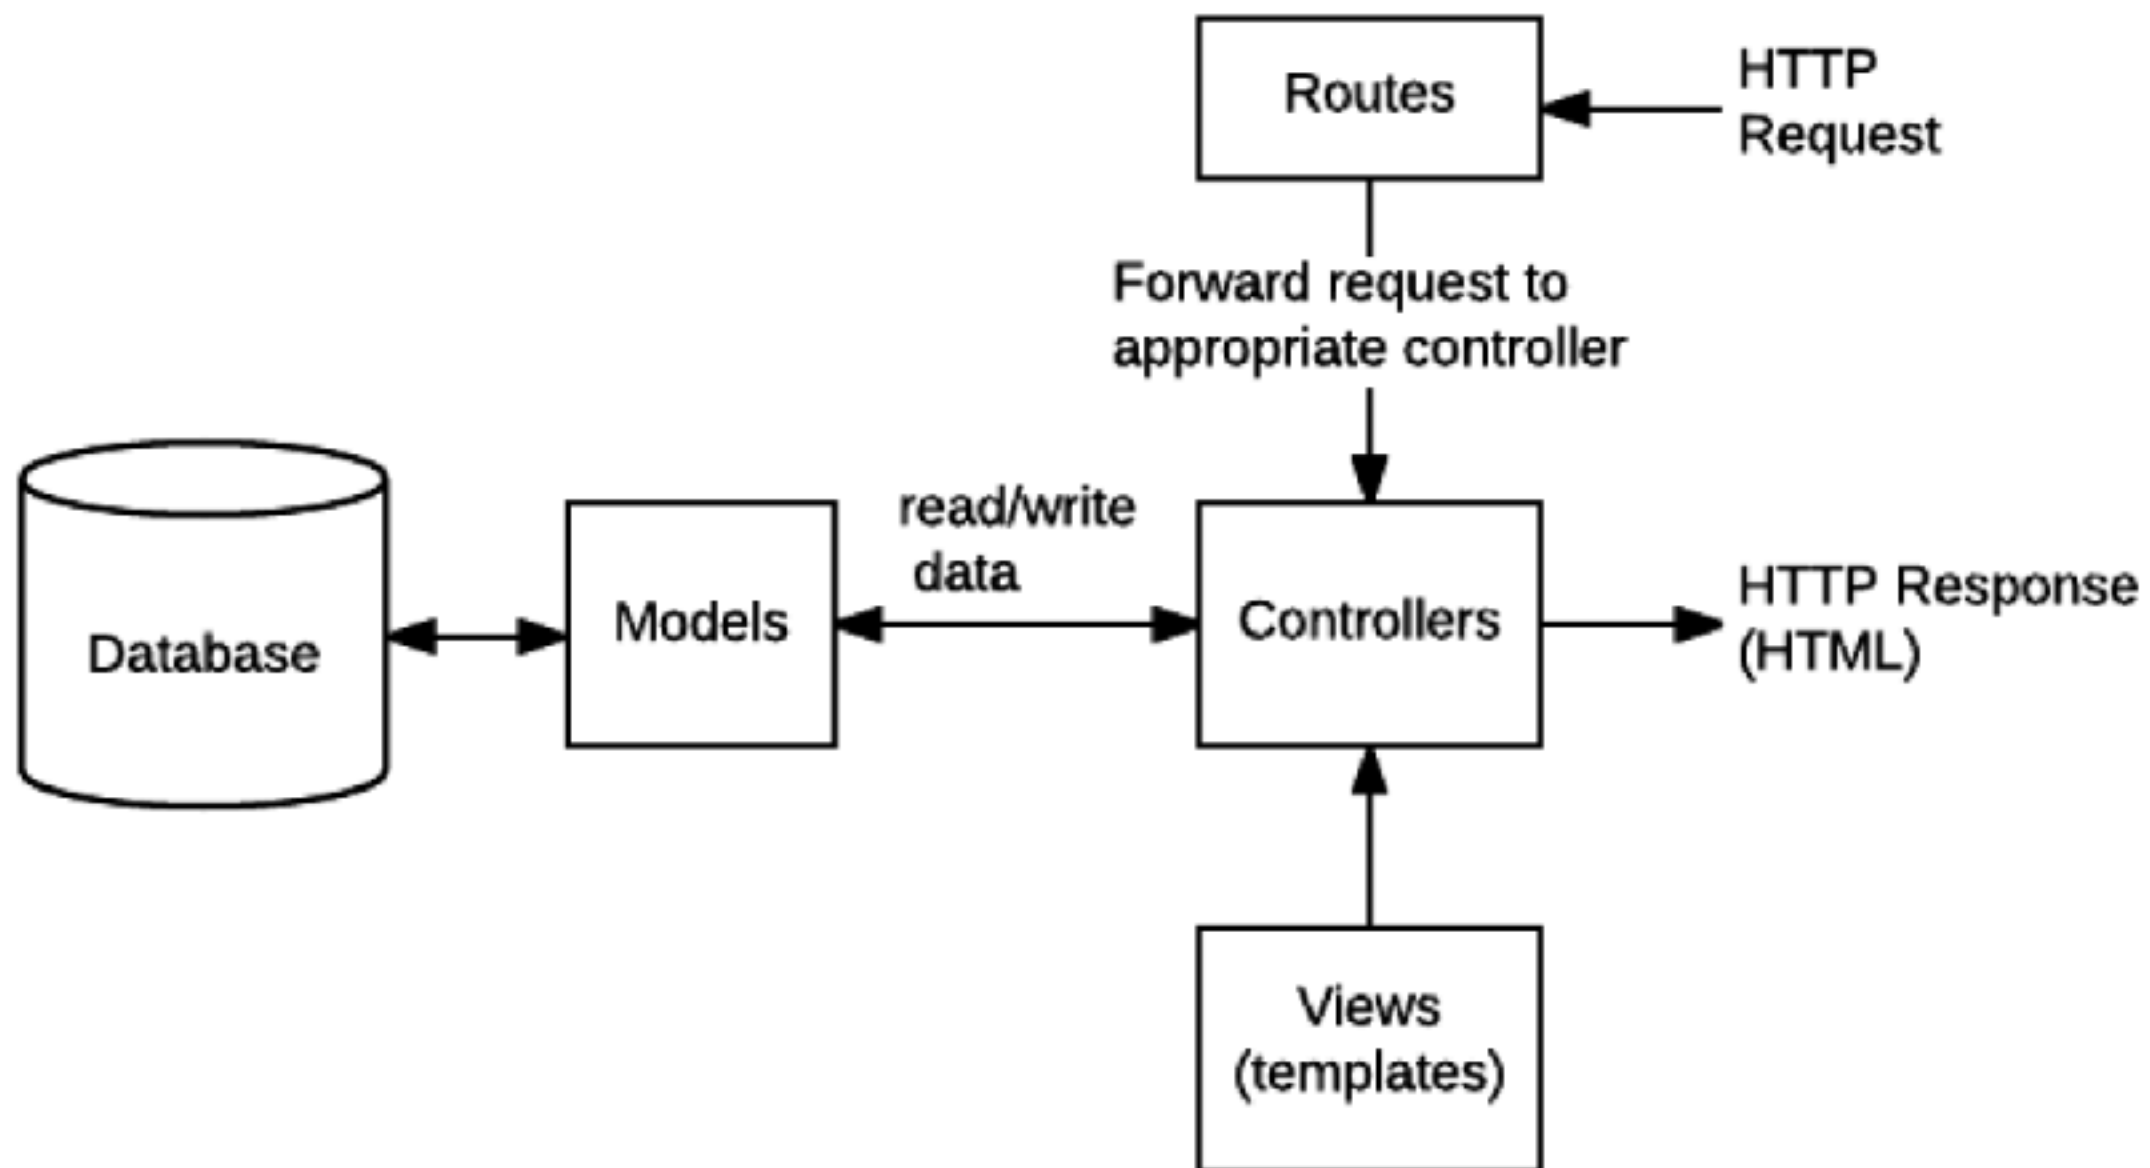 Routes
HTTP
Request
Forward request to
appropriate controller
read/write
data
Database
Models
Controllers
HTTP Response
(HTML)
Views
(templates)